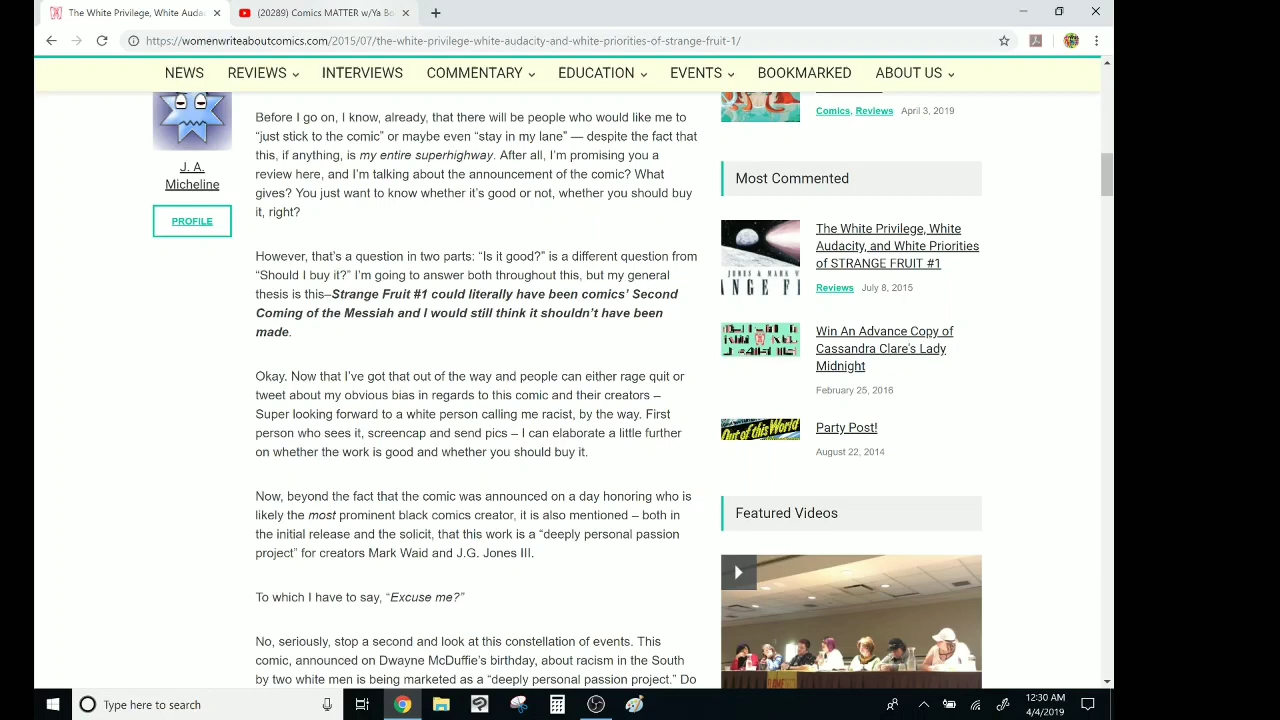 The White Privilege, White Audac
(20289) Comics MATTER w/Ya Bo
https://womenwriteaboutcomics.com/2015/07/the-white-privilege-white-audacity-and-white-priorities-of-strange-fruit-1/
NEWS REVIEWS INTERVIEWS COMMENTARY EDUCATION EVENTS BOOKMARKED ABOUT US
J. A.
Micheline
PROFILE
Before I go on, I know, already, that there will be people who would like me to
“just stick to the comic” or maybe even “stay in my lane” — despite the fact that
this, if anything, is my entire superhighway. After all, I’m promising you a
review here, and I’m talking about the announcement of the comic? What
gives? You just want to know whether it’s good or not, whether you should buy
it, right?
However, that’s a question in two parts: “Is it good?” is a different question from
“Should I buy it?” I’m going to answer both throughout this, but my general
thesis is this–Strange Fruit #1 could literally have been comics’ Second
Coming of the Messiah and I would still think it shouldn’t have been
made.
Okay. Now that I’ve got that out of the way and people can either rage quit or
tweet about my obvious bias in regards to this comic and their creators –
Super looking forward to a white person calling me racist, by the way. First
person who sees it, screencap and send pics – I can elaborate a little further
on whether the work is good and whether you should buy it.
Now, beyond the fact that the comic was announced on a day honoring who is
likely the most prominent black comics creator, it is also mentioned – both in
the initial release and the solicit, that this work is a “deeply personal passion
project” for creators Mark Waid and J.G. Jones III.
To which I have to say, “Excuse me?”
No, seriously, stop a second and look at this constellation of events. This
comic, announced on Dwayne McDuffie’s birthday, about racism in the South
by two white men is being marketed as a “deeply personal passion project.” Do
Comics, Reviews April 3, 2019
Most Commented
The White Privilege, White
Audacity, and White Priorities
of STRANGE FRUIT #1
Reviews July 8, 2015
Win An Advance Copy of
Cassandra Clare's Lady
Midnight
February 25, 2016
Out of this World
Party Post!
August 22, 2014
Featured Videos
Type here to search
12:30 AM
4/4/2019